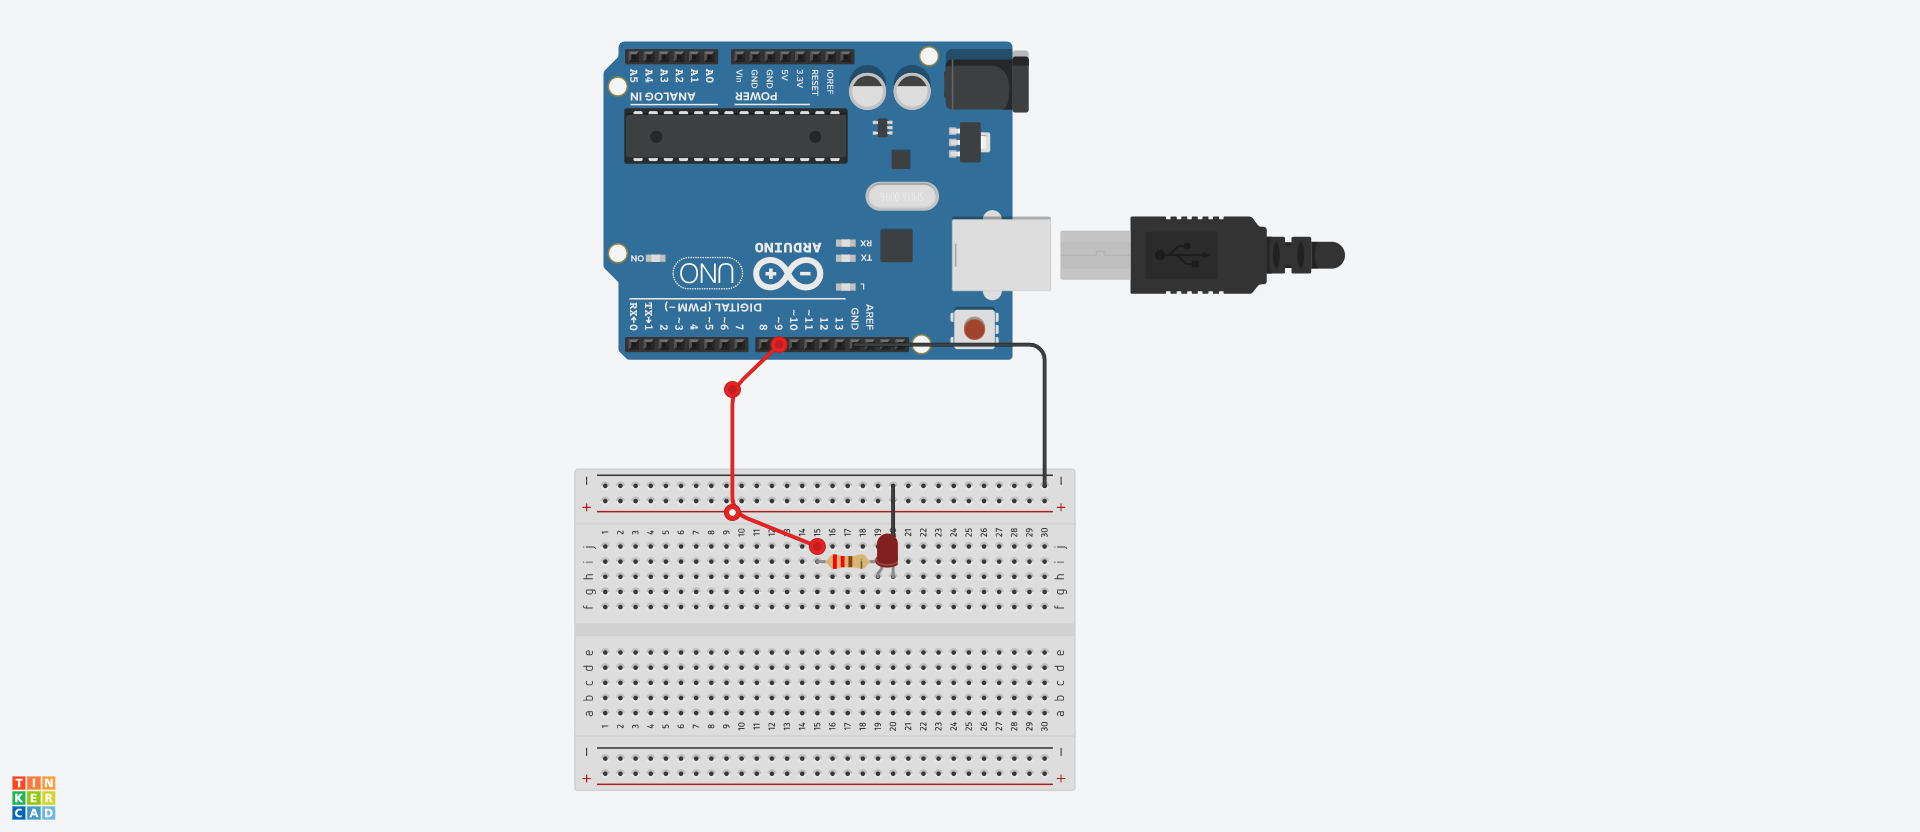 A5 A4 A3 A2 A1 A0 Vin GND GND 5V 3.3V RESET IOREF
ANALOG IN POWER
ARDUINO RX
ON UNO TX
L
DIGITAL (PWM~) GND AREF
RX←0 TX→1 2 ~3 4 ~5 ~6 7 8 ~9 ~10 ~11 12 13
− −
+ +
1 2 3 4 5 6 7 8 9 10 11 12 13 14 15 16 17 18 19 21 22 23 24 25 26 27 28 29 30
j j
i i
h h
g g
f f
e e
d d
c c
b b
a a
1 2 3 4 5 6 7 8 9 10 11 12 13 14 15 16 17 18 19 20 21 22 23 24 25 26 27 28 29 30
− −
+ +
TIN
KER
CAD